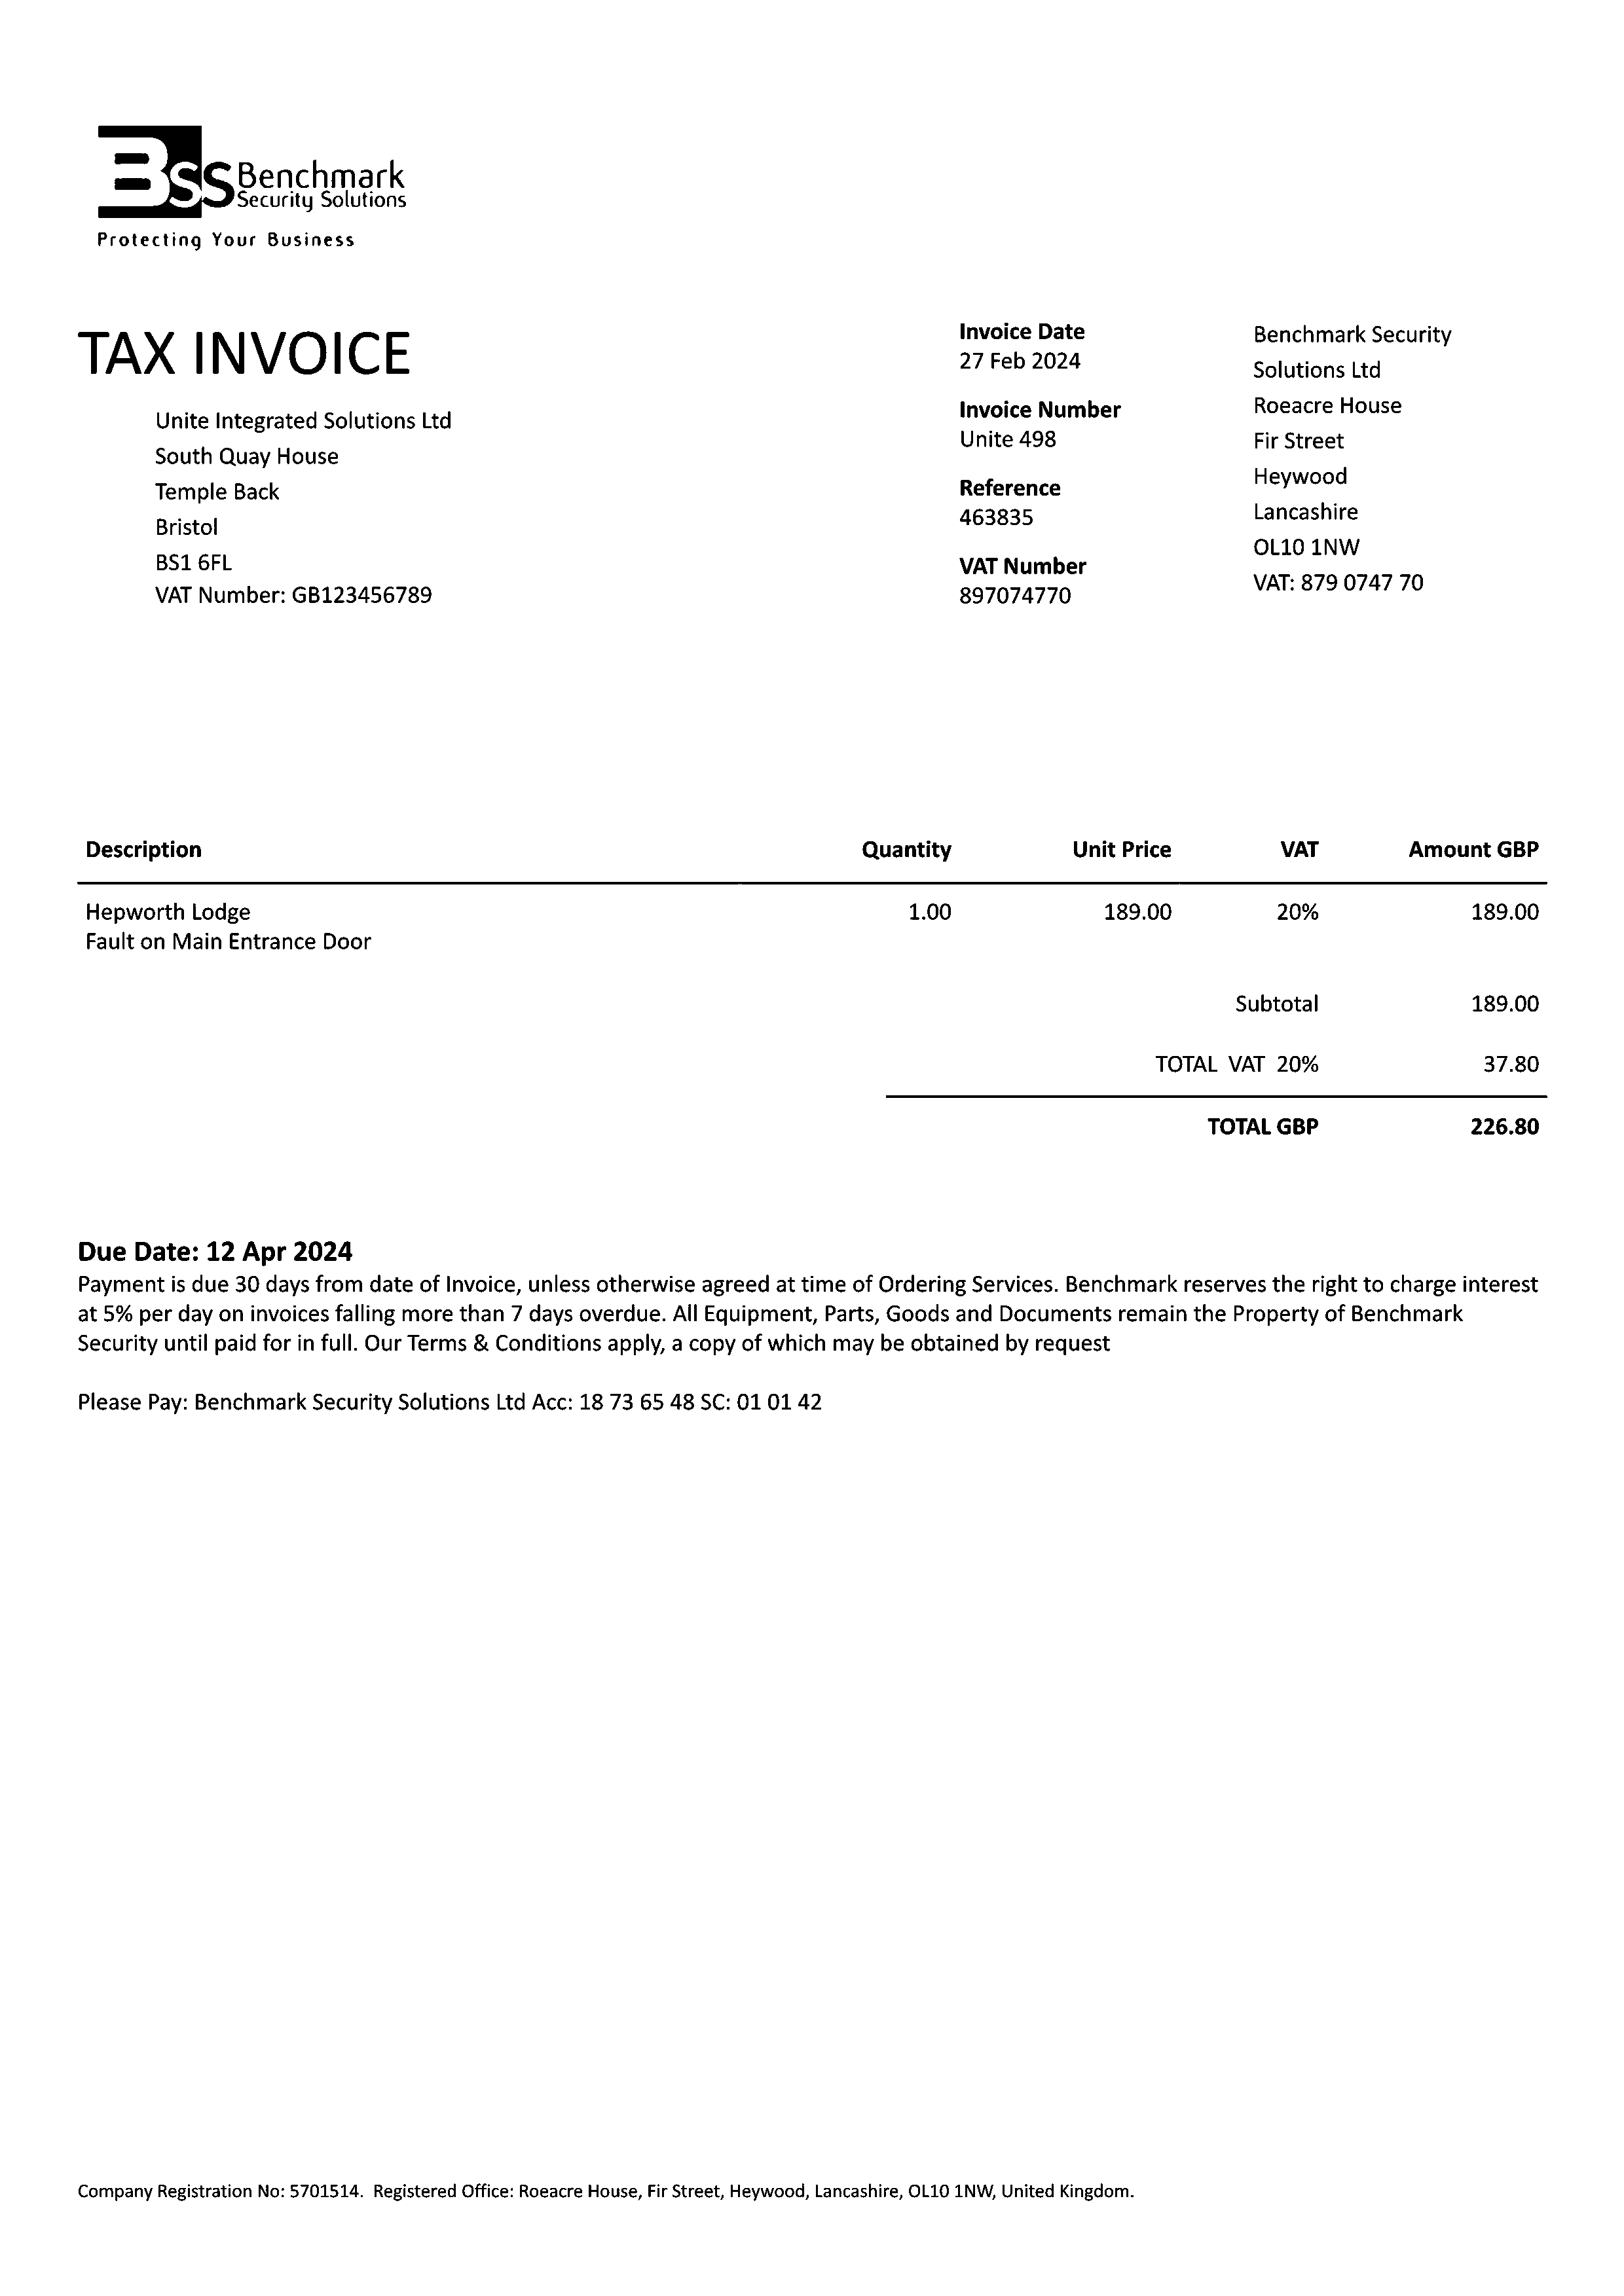 Bss Benchmark
Security Solutions
Protecting Your Business
TAX INVOICE
Unite Integrated Solutions Ltd
South Quay House
Temple Back
Bristol
BS1 6FL
VAT Number: GB123456789
Invoice Date
27 Feb 2024
Invoice Number
Unite 498
Reference
463835
VAT Number
897074770
Benchmark Security
Solutions Ltd
Roeacre House
Fir Street
Heywood
Lancashire
OL10 1NW
VAT: 879 0747 70
Description Quantity Unit Price VAT Amount GBP
Hepworth Lodge 1.00 189.00 20% 189.00
Fault on Main Entrance Door
Subtotal 189.00
TOTAL VAT 20% 37.80
TOTAL GBP 226.80
Due Date: 12 Apr 2024
Payment is due 30 days from date of Invoice, unless otherwise agreed at time of Ordering Services. Benchmark reserves the right to charge interest
at 5% per day on invoices falling more than 7 days overdue. All Equipment, Parts, Goods and Documents remain the Property of Benchmark
Security until paid for in full. Our Terms & Conditions apply, a copy of which may be obtained by request
Please Pay: Benchmark Security Solutions Ltd Acc: 18 73 65 48 SC: 01 01 42
Company Registration No: 5701514. Registered Office: Roeacre House, Fir Street, Heywood, Lancashire, OL10 1NW, United Kingdom.